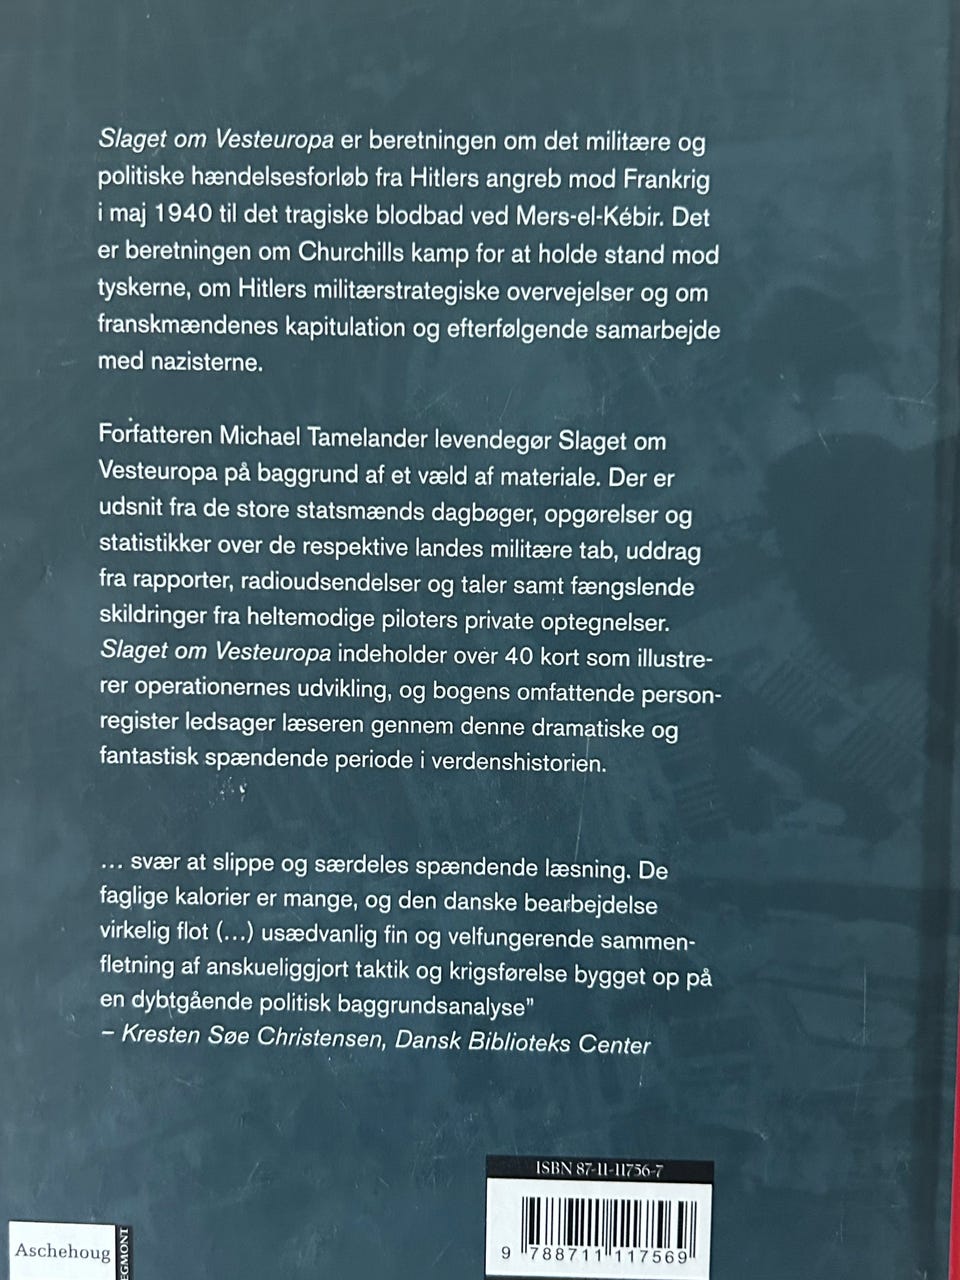 Slaget om Vesteuropa er beretningen om det militære og
politiske hændelsesforløb fra Hitlers angreb mod Frankrig
i maj 1940 til det tragiske blodbad ved Mers-el-Kébir. Det
er beretningen om Churchills kamp for at holde stand mod
tyskerne, om Hitlers militærstrategiske overvejelser og om
franskmændenes kapitulation og efterfølgende samarbejde
med nazisterne.
Forfatteren Michael Tamelander levendegør Slaget om
Vesteuropa på baggrund af et væld af materiale. Der er
udsnit fra de store statsmænds dagbøger, opgørelser og
statistikker over de respektive landes militære tab, uddrag
fra rapporter, radioudsendelser og taler samt fængslende
skildringer fra heltemodige piloters private optegnelser.
Slaget om Vesteuropa indeholder over 40 kort som illustre-
rer operationernes udvikling, og bogens omfattende person-
register ledsager læseren gennem denne dramatiske og
fantastisk spændende periode i verdenshistorien.
... svær at slippe og særdeles spændende læsning. De
faglige kalorier er mange, og den danske bearbejdelse
virkelig flot (...) usædvanlig fin og velfungerende sammen-
fletning af anskueliggjort taktik og krigsførelse bygget op på
en dybtgående politisk baggrundsanalyse"
– Kresten Søe Christensen, Dansk Biblioteks Center
ISBN 87-11-11756-7
9 788711 117569
Aschehoug
EGMONT